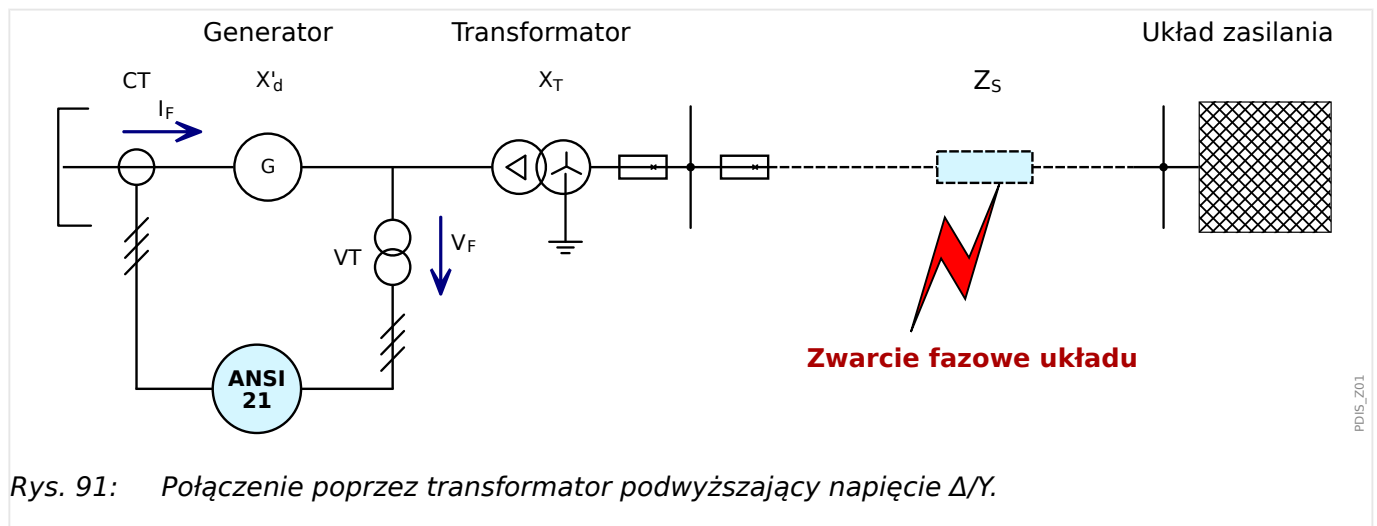 Generator
Transformator
Układ zasilania
CT
X'd
XT
ZS
IF
G
VT
VF
ANSI
21
Zwarcie fazowe układu
PDIS_Z01
Rys. 91: Połączenie poprzez transformator podwyższający napięcie Δ/Y.